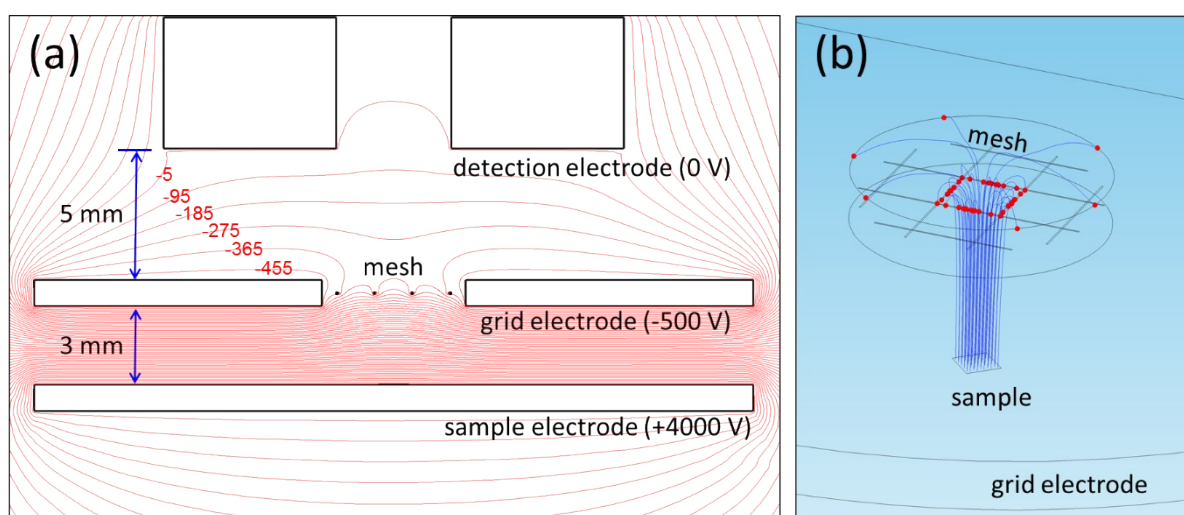 (a)
detection electrode (0 V)
-5
-95
-185
-275
-365
-455
5 mm
mesh
grid electrode (-500 V)
3 mm
sample electrode (+4000 V)
(b)
mesh
sample
grid electrode